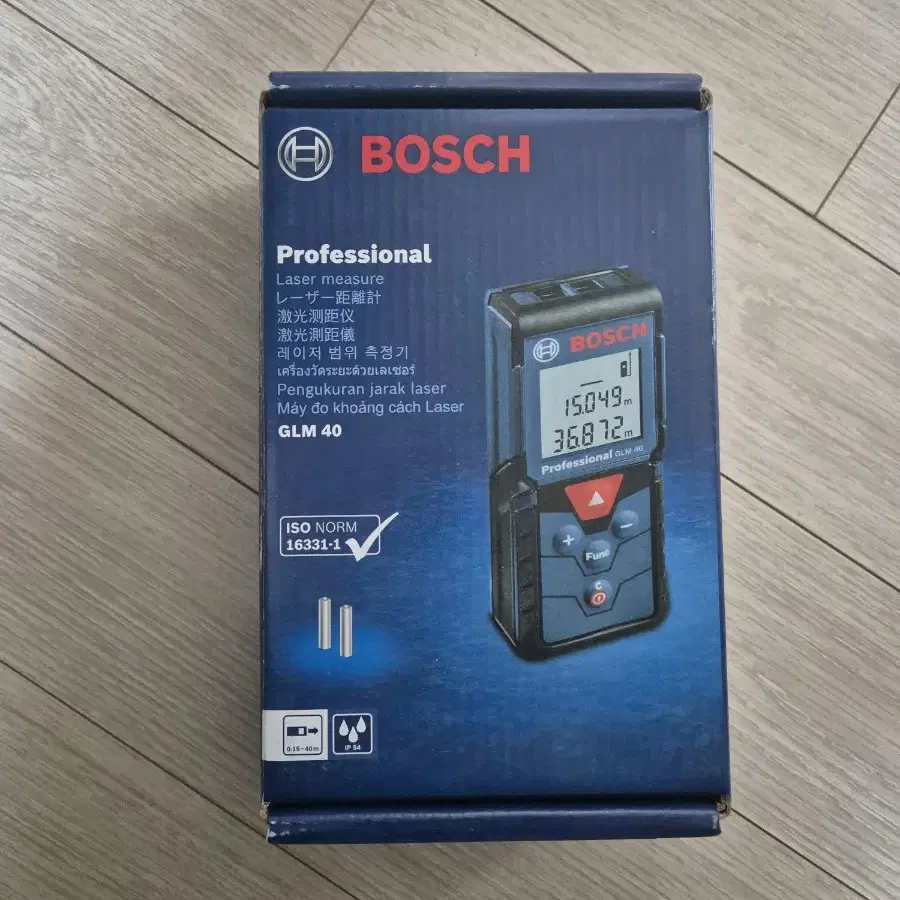 BOSCH
Professional
Laser measure
レーザー距離計
激光测距仪
激光測距儀
레이저 범위 측정기
เครื่องวัดระยะด้วยเลเซอร์
Pengukuran jarak laser
Máy đo khoảng cách Laser
GLM 40
ISO NORM
16331-1
BOSCH
15.049 m
36.872 m
Professional GLM 40
+
−
Func
C
0.15-40m
IP 54